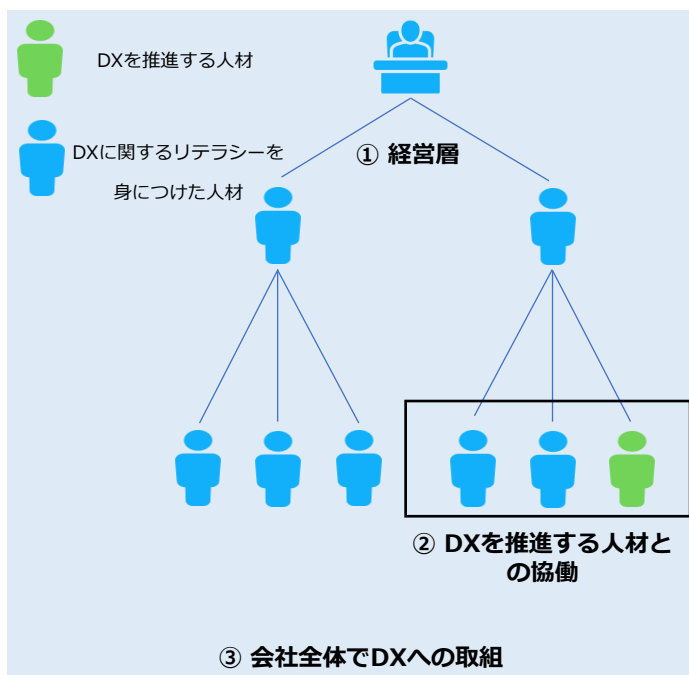 DXを推進する人材
DXに関するリテラシーを
身につけた人材
① 経営層
② DXを推進する人材と
の協働
③ 会社全体でDXへの取組